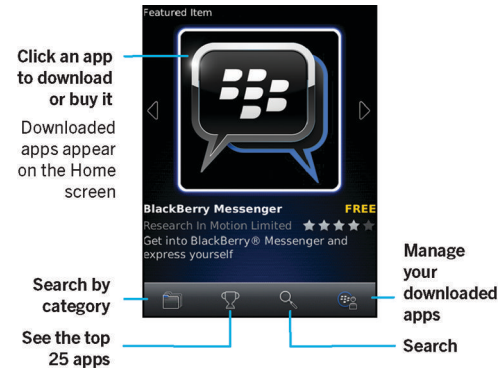 Featured Item
Click an app
to download
or buy it
Downloaded
apps appear
on the Home
screen
BlackBerry Messenger FREE
Research In Motion Limited
Get into BlackBerry® Messenger and
express yourself
Search by
category
See the top
25 apps
Manage
your
downloaded
apps
Search